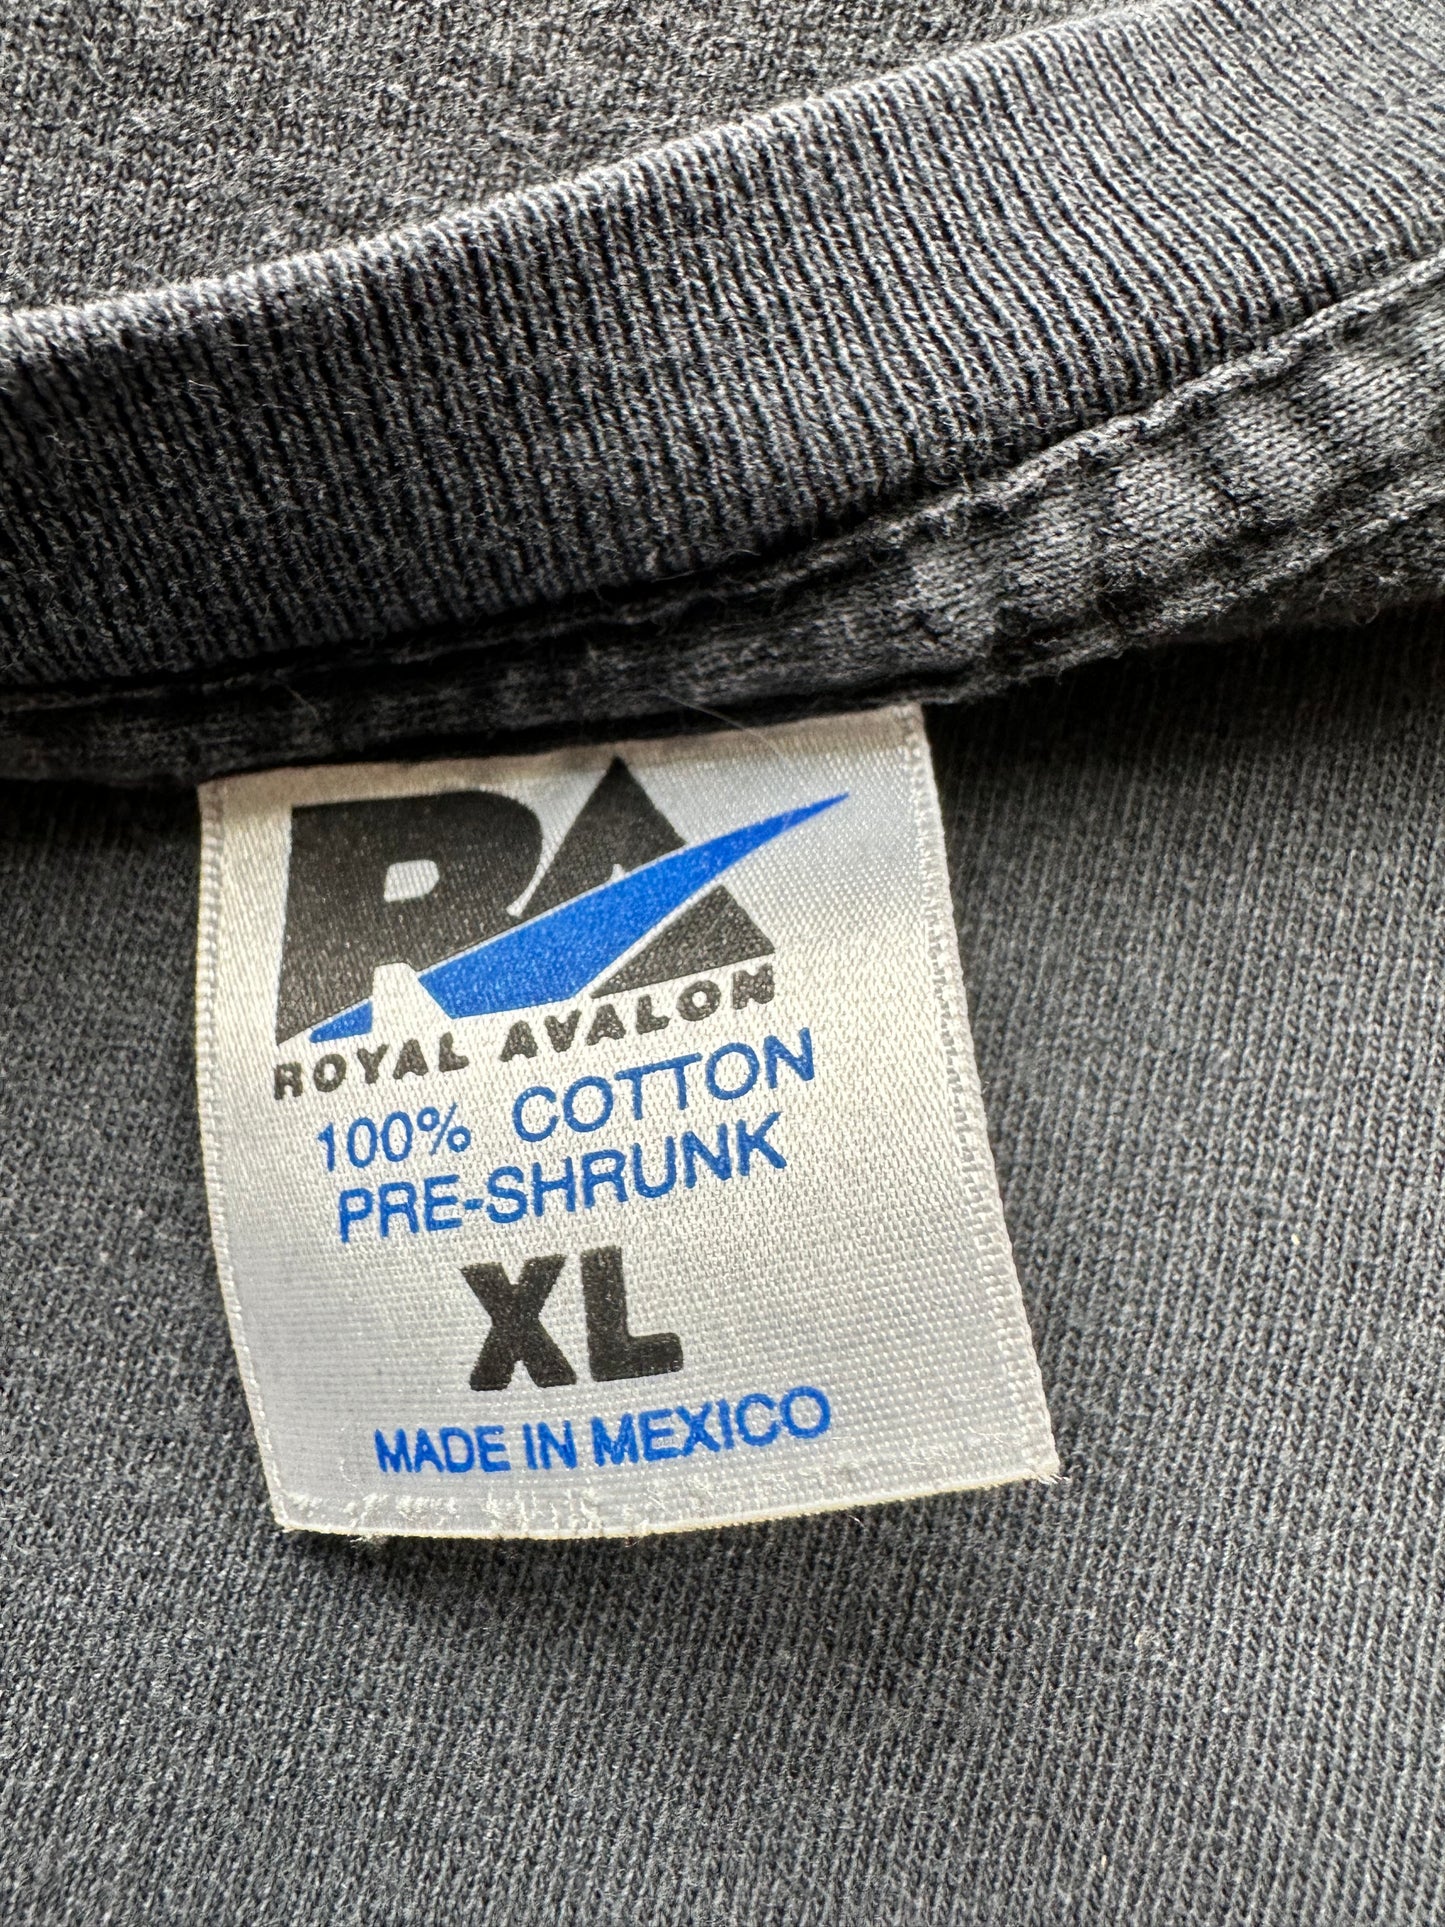 RA
ROYAL AVALON
100% COTTON
PRE-SHRUNK
XL
MADE IN MEXICO